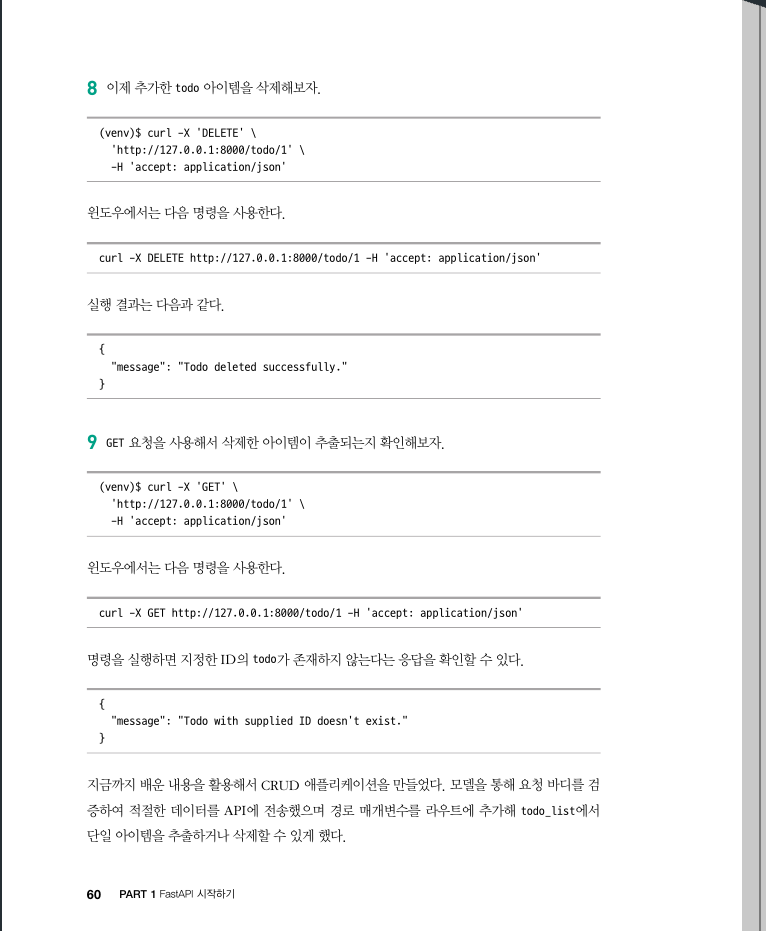 8 이제 추가한 todo 아이템을 삭제해보자.
(venv)$ curl -X 'DELETE' \
'http://127.0.0.1:8000/todo/1' \
-H 'accept: application/json'
윈도우에서는 다음 명령을 사용한다.
curl -X DELETE http://127.0.0.1:8000/todo/1 -H 'accept: application/json'
실행 결과는 다음과 같다.
{
"message": "Todo deleted successfully."
}
9 GET 요청을 사용해서 삭제한 아이템이 추출되는지 확인해보자.
(venv)$ curl -X 'GET' \
'http://127.0.0.1:8000/todo/1' \
-H 'accept: application/json'
윈도우에서는 다음 명령을 사용한다.
curl -X GET http://127.0.0.1:8000/todo/1 -H 'accept: application/json'
명령을 실행하면 지정한 ID의 todo가 존재하지 않는다는 응답을 확인할 수 있다.
{
"message": "Todo with supplied ID doesn't exist."
}
지금까지 배운 내용을 활용해서 CRUD 애플리케이션을 만들었다. 모델을 통해 요청 바디를 검
증하여 적절한 데이터를 API에 전송했으며 경로 매개변수를 라우트에 추가해 todo_list에서
단일 아이템을 추출하거나 삭제할 수 있게 했다.
60 PART 1 FastAPI 시작하기